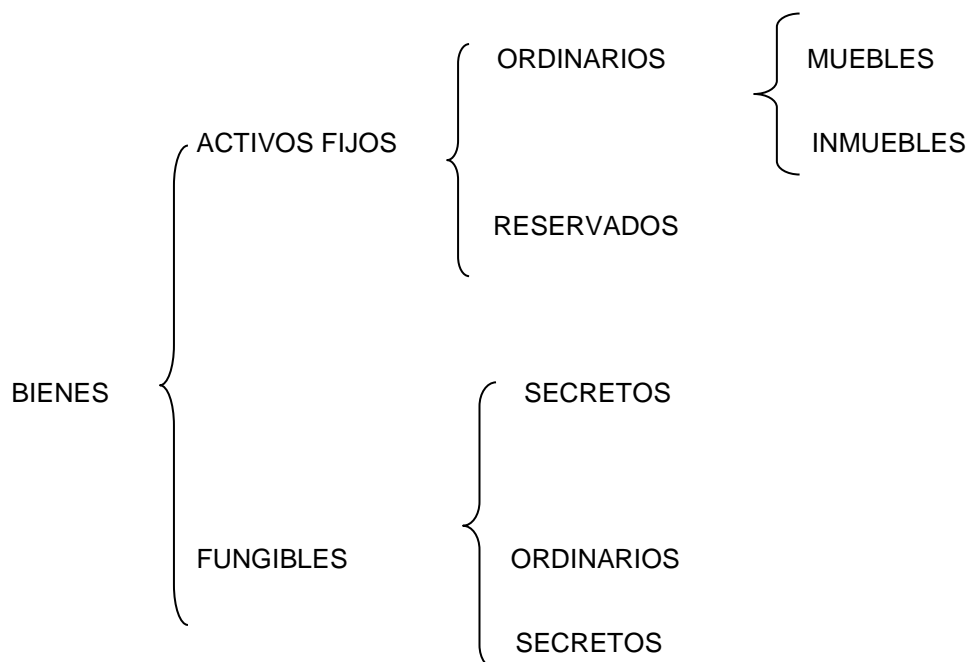 ORDINARIOS
MUEBLES
ACTIVOS FIJOS
INMUEBLES
RESERVADOS
BIENES
SECRETOS
FUNGIBLES
ORDINARIOS
SECRETOS